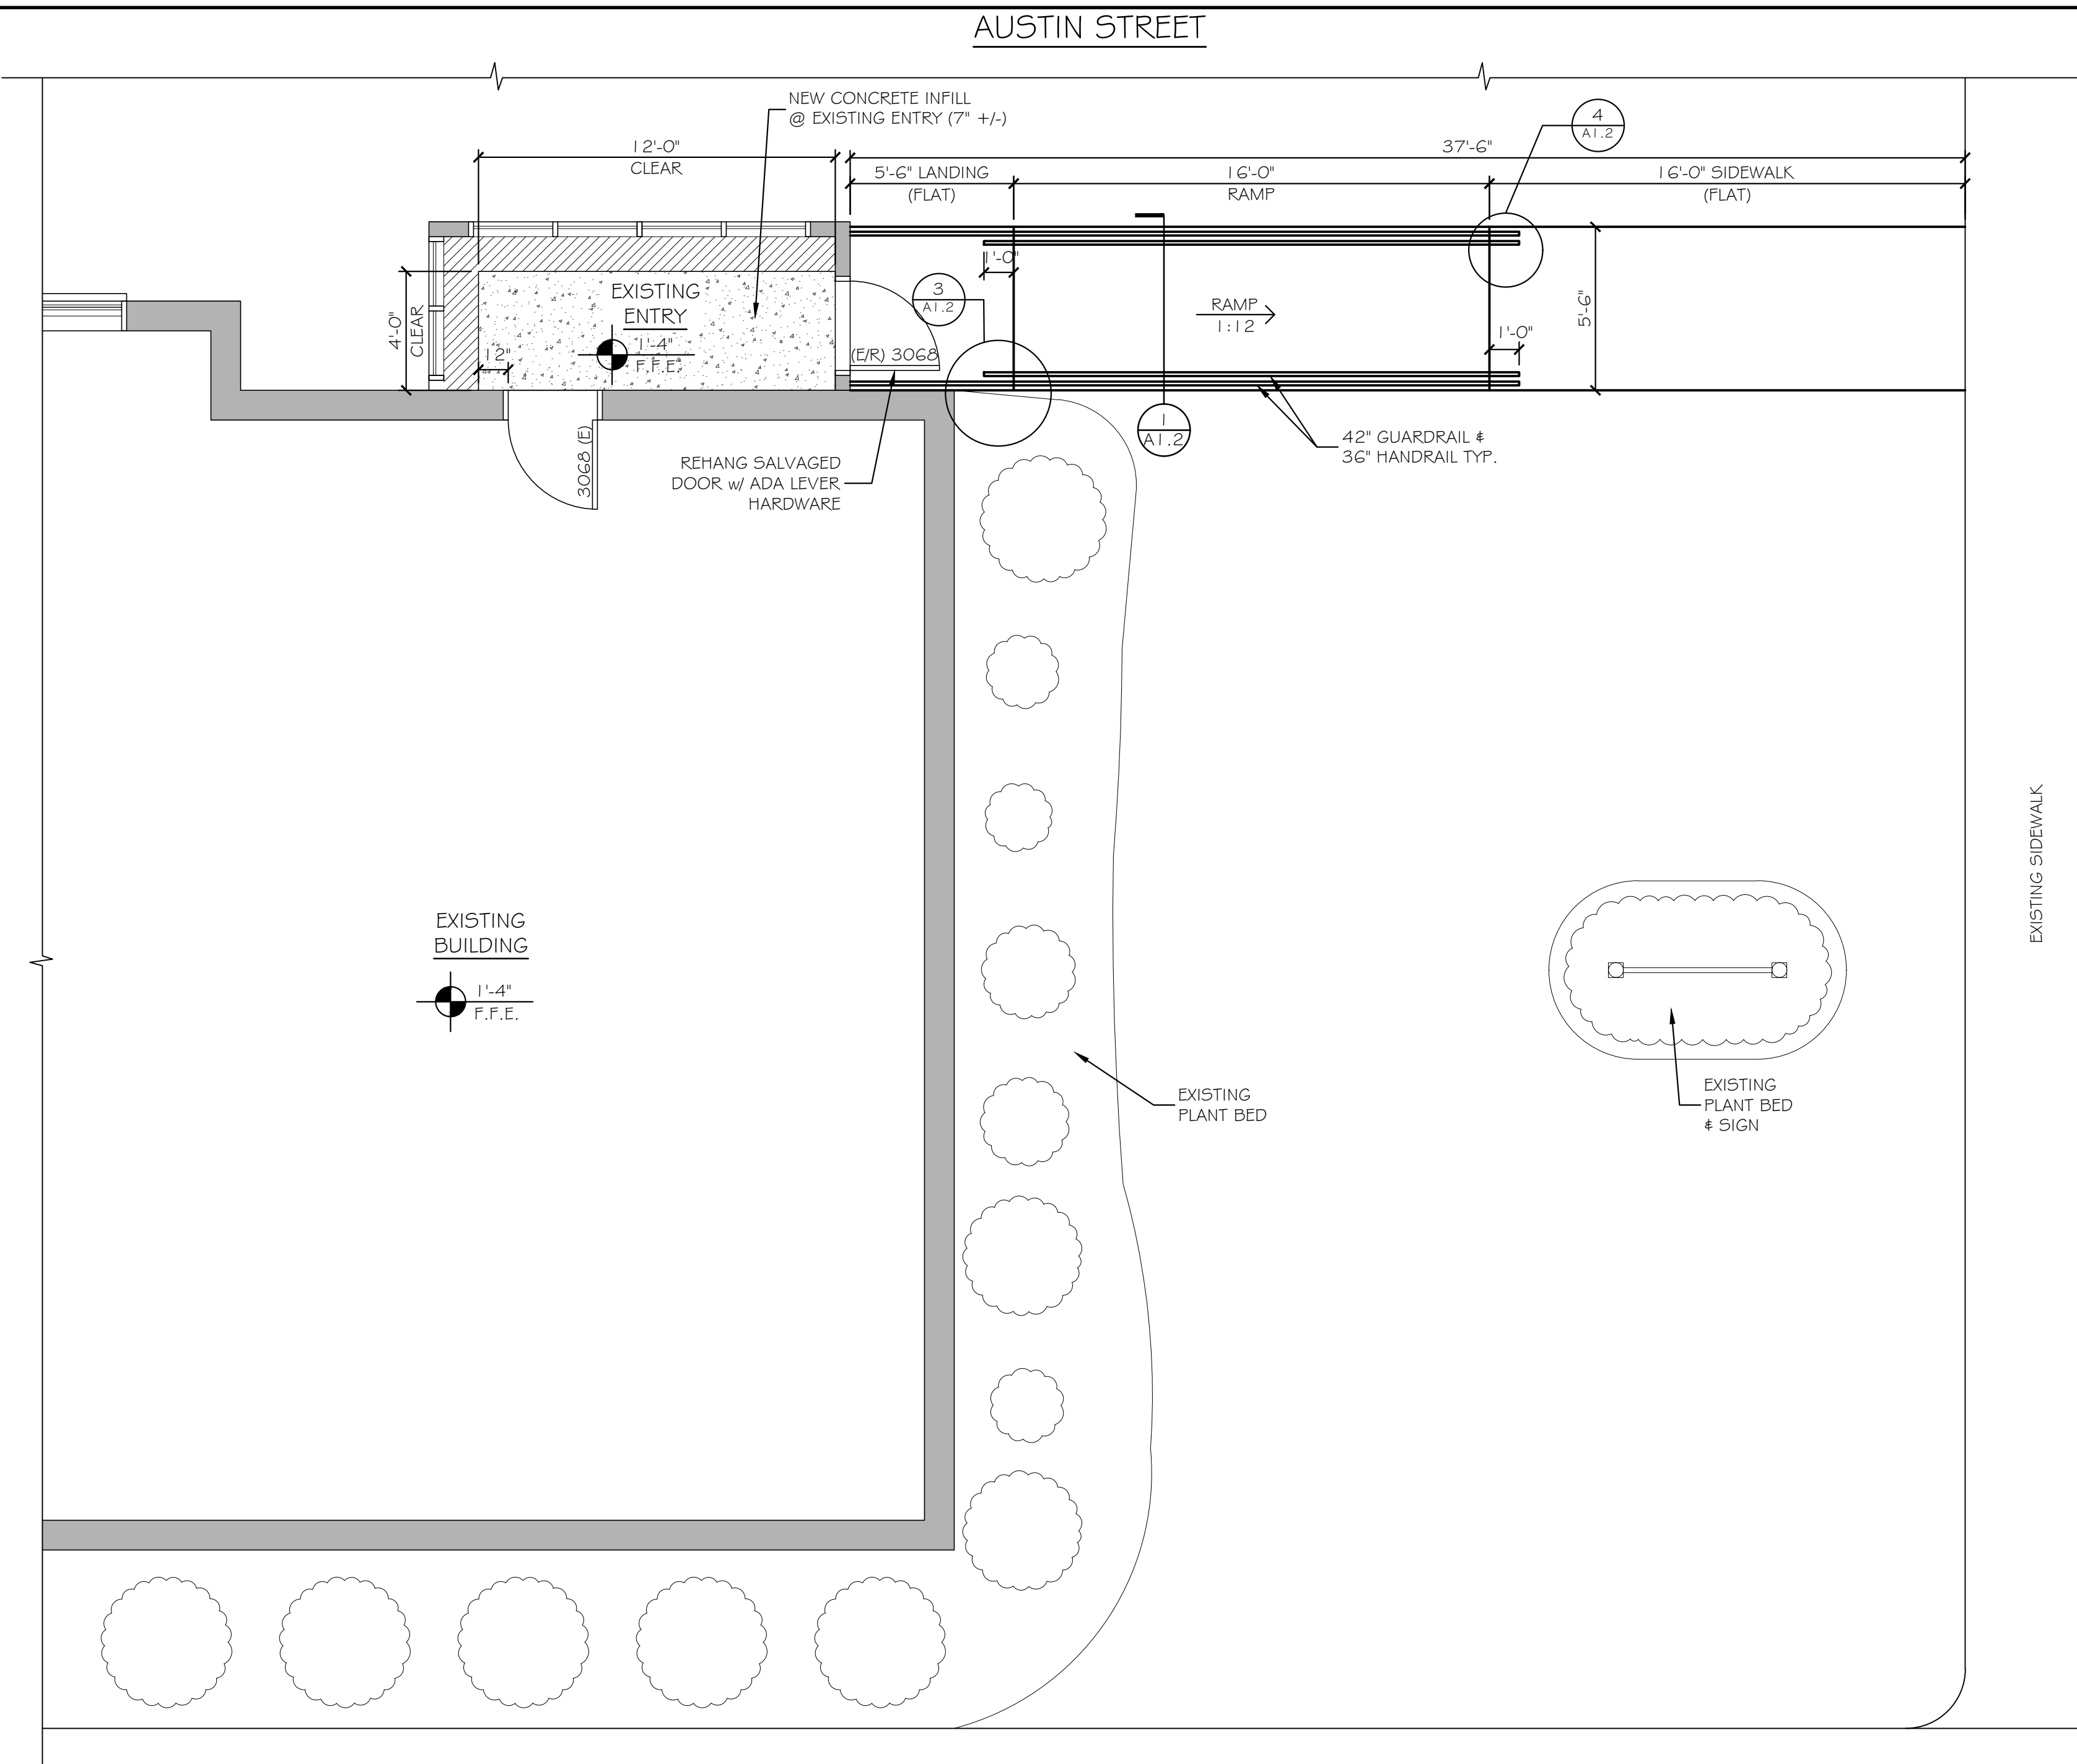 AUSTIN STREET
NEW CONCRETE INFILL
@ EXISTING ENTRY (7" +/-)
4
A1.2
12'-0"
CLEAR
37'-6"
5'-6" LANDING
(FLAT)
16'-0"
RAMP
16'-0" SIDEWALK
(FLAT)
1'-0"
3
A1.2
EXISTING
ENTRY
1'-4"
F.F.E.
12"
4'-0"
CLEAR
(E/R) 3068
RAMP
1:12
1'-0"
5'-6"
1
A1.2
42" GUARDRAIL &
36" HANDRAIL TYP.
3068 (E)
REHANG SALVAGED
DOOR w/ ADA LEVER
HARDWARE
EXISTING
BUILDING
1'-4"
F.F.E.
EXISTING
PLANT BED
EXISTING
PLANT BED
& SIGN
EXISTING SIDEWALK